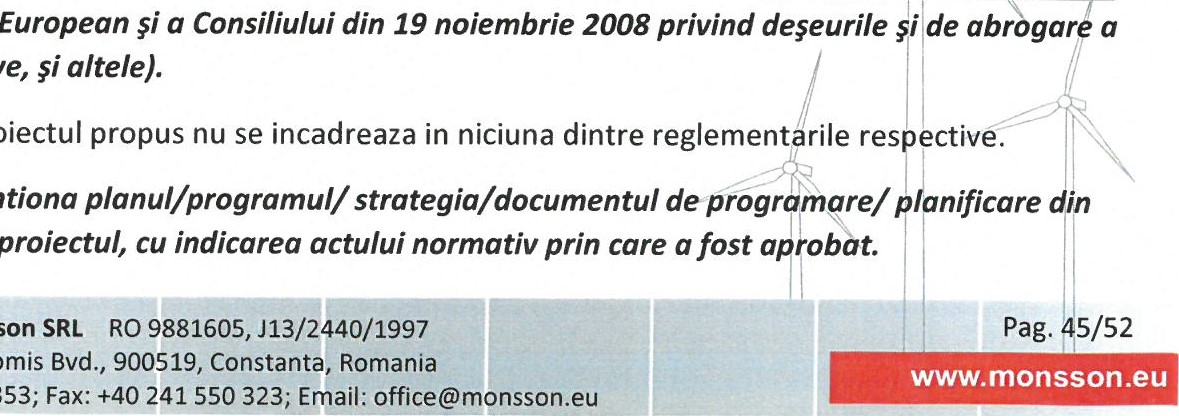 European şi a Consiliului din 19 noiembrie 2008 privind deşeurile şi de abrogare a
ve, şi altele).
oiectul propus nu se incadreaza in niciuna dintre reglementarile respective.
ntiona planul/programul/ strategia/documentul de programare/ planificare din
proiectul, cu indicarea actului normativ prin care a fost aprobat.
son SRL RO 9881605, J13/2440/1997
Pag. 45/52
omis Bvd., 900519, Constanta, Romania
www.monsson.eu
353; Fax: +40 241 550 323; Email: office@monsson.eu